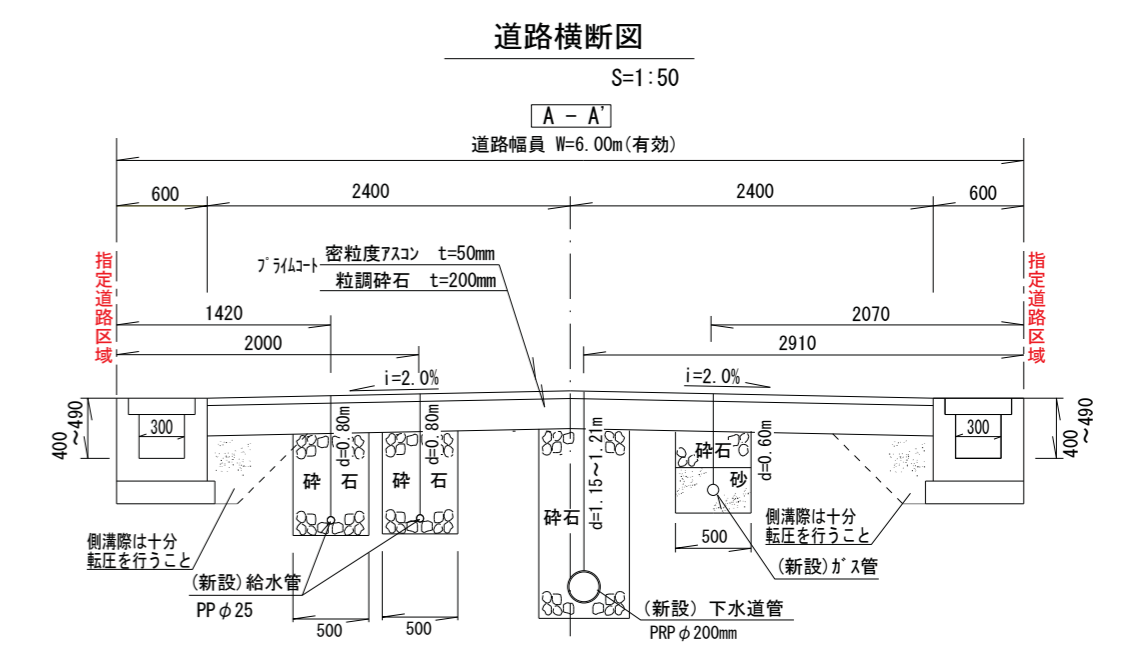 道路横断図
S=1:50
A - A'
道路幅員 W=6.00m(有効)
600
2400
2400
600
プライムコート
密粒度アスコン t=50mm
粒調砕石 t=200mm
指定道路区域
指定道路区域
1420
2070
2000
2910
i=2.0%
i=2.0%
400~490
300
d=0.80m
d=0.80m
d=1.15~1.21m
d=0.60m
300
400~490
砕石
砕石
砕石
砕石
砂
側溝際は十分
転圧を行うこと
側溝際は十分
転圧を行うこと
500
(新設)ガス管
(新設)給水管
PPφ25
500
500
(新設) 下水道管
PRPφ200mm